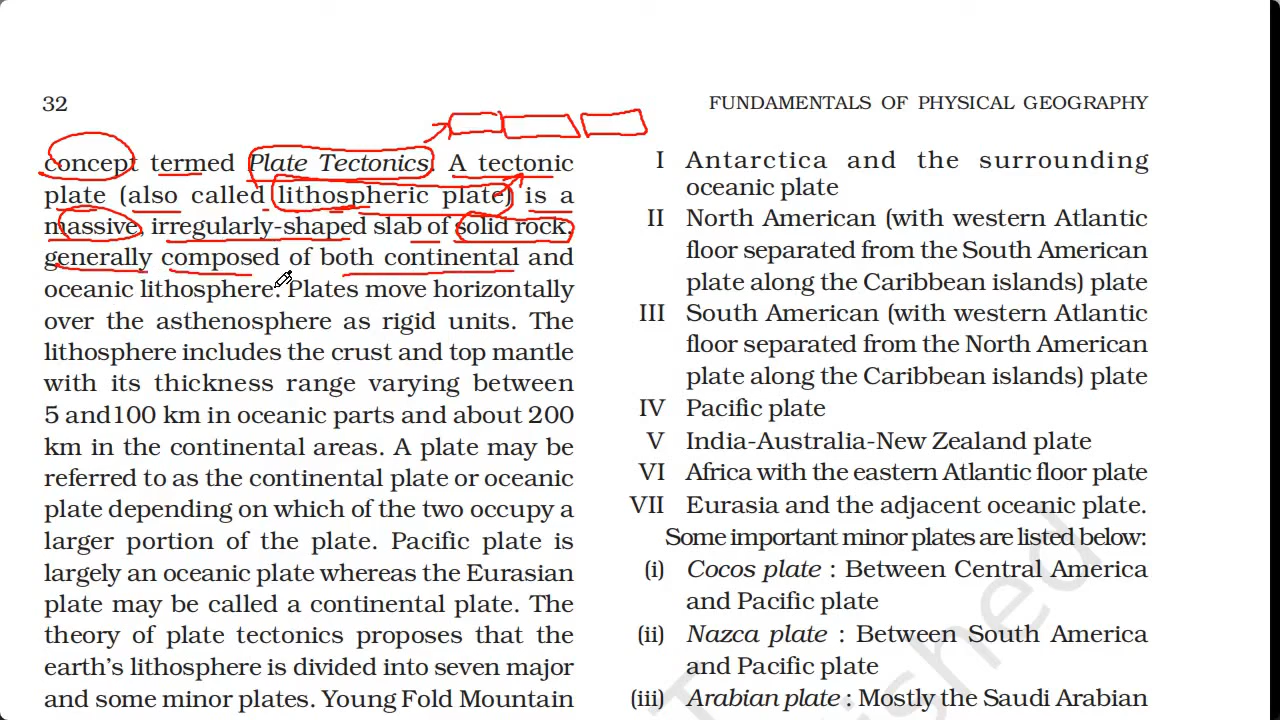 32
FUNDAMENTALS OF PHYSICAL GEOGRAPHY
concept termed Plate Tectonics. A tectonic
plate (also called lithospheric plate) is a
massive, irregularly-shaped slab of solid rock,
generally composed of both continental and
oceanic lithosphere. Plates move horizontally
over the asthenosphere as rigid units. The
lithosphere includes the crust and top mantle
with its thickness range varying between
5 and100 km in oceanic parts and about 200
km in the continental areas. A plate may be
referred to as the continental plate or oceanic
plate depending on which of the two occupy a
larger portion of the plate. Pacific plate is
largely an oceanic plate whereas the Eurasian
plate may be called a continental plate. The
theory of plate tectonics proposes that the
earth's lithosphere is divided into seven major
and some minor plates. Young Fold Mountain
I Antarctica and the surrounding
oceanic plate
II North American (with western Atlantic
floor separated from the South American
plate along the Caribbean islands) plate
III South American (with western Atlantic
floor separated from the North American
plate along the Caribbean islands) plate
IV Pacific plate
V India-Australia-New Zealand plate
VI Africa with the eastern Atlantic floor plate
VII Eurasia and the adjacent oceanic plate.
Some important minor plates are listed below:
(i) Cocos plate : Between Central America
and Pacific plate
(ii) Nazca plate : Between South America
and Pacific plate
(iii) Arabian plate : Mostly the Saudi Arabian